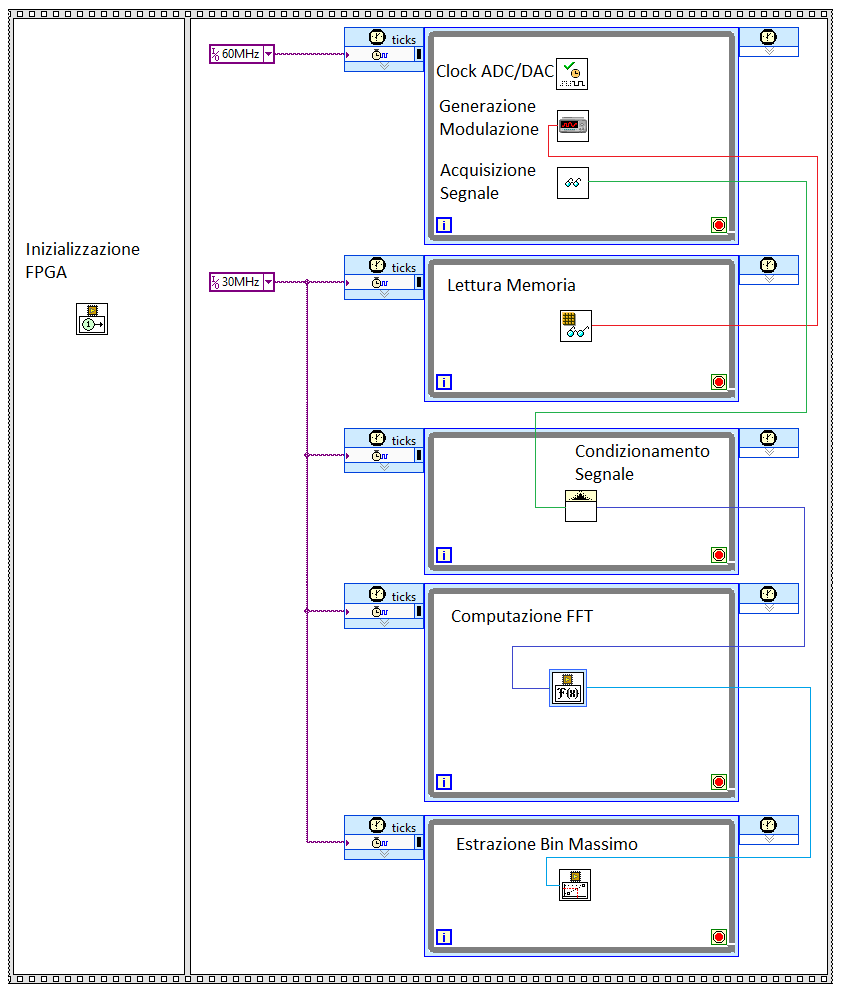 Inizializzazione
FPGA
60MHz
ticks
Clock ADC/DAC
Generazione
Modulazione
Acquisizione
Segnale
i
30MHz
ticks
Lettura Memoria
i
ticks
Condizionamento
Segnale
i
ticks
Computazione FFT
F(x)
i
ticks
Estrazione Bin Massimo
i